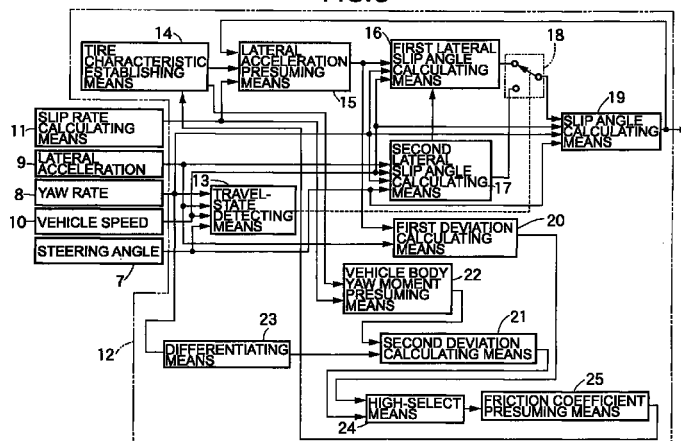 14
TIRE
CHARACTERISTIC
ESTABLISHING
MEANS
LATERAL
ACCELERATION
PRESUMING
MEANS
15
16
FIRST LATERAL
SLIP ANGLE
CALCULATING
MEANS
18
19
SLIP ANGLE
CALCULATING
MEANS
SLIP RATE
CALCULATING
MEANS
11
9
LATERAL
ACCELERATION
8
YAW RATE
10
VEHICLE SPEED
STEERING ANGLE
7
13
TRAVEL-
STATE
DETECTING
MEANS
SECOND
LATERAL
SLIP ANGLE
CALCULATING
MEANS
17
20
FIRST DEVIATION
CALCULATING
MEANS
22
VEHICLE BODY
YAW MOMENT
PRESUMING
MEANS
12
23
DIFFERENTIATING
MEANS
21
SECOND DEVIATION
CALCULATING MEANS
HIGH-SELECT
MEANS
24
25
FRICTION COEFFICIENT
PRESUMING MEANS